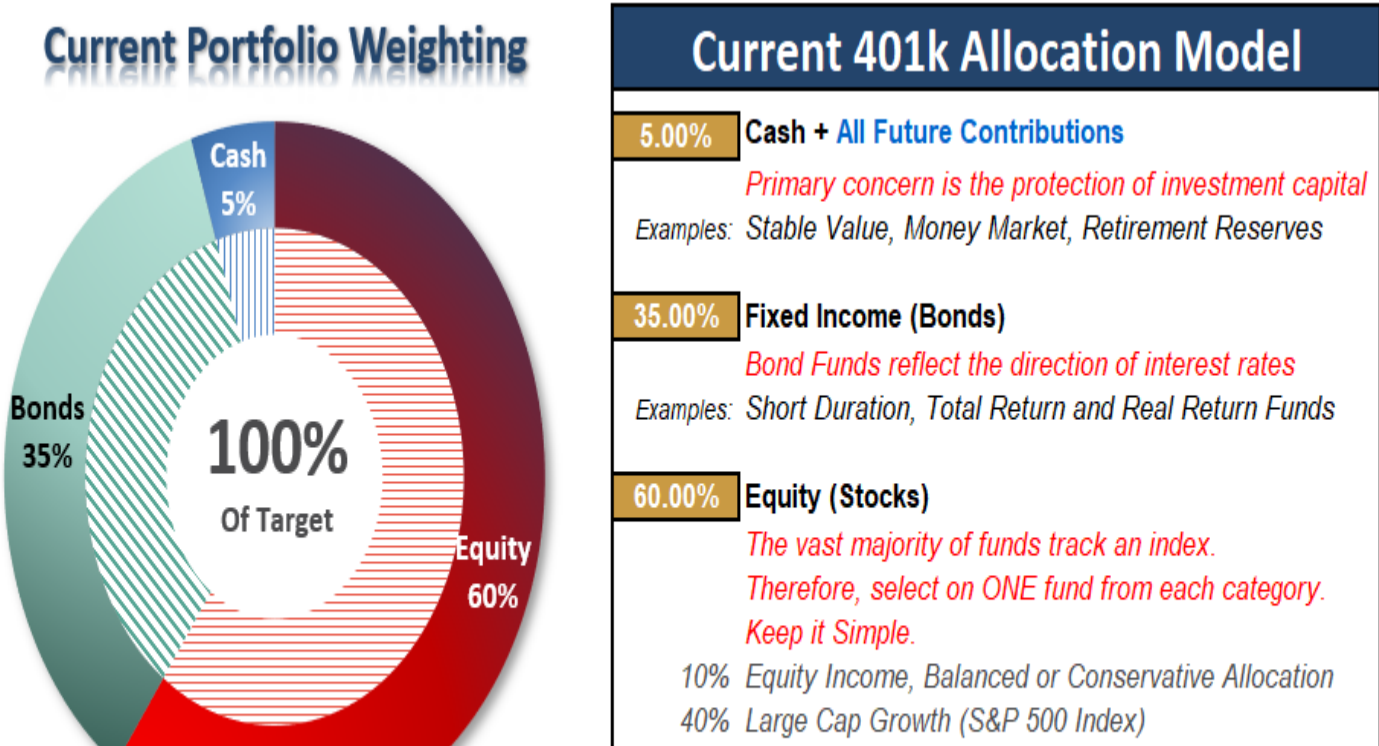 Current Portfolio Weighting
Cash
5%
Bonds
35%
100%
Of Target
Equity
60%
Current 401k Allocation Model
5.00% Cash + All Future Contributions
Primary concern is the protection of investment capital
Examples: Stable Value, Money Market, Retirement Reserves
35.00% Fixed Income (Bonds)
Bond Funds reflect the direction of interest rates
Examples: Short Duration, Total Return and Real Return Funds
60.00% Equity (Stocks)
The vast majority of funds track an index.
Therefore, select on ONE fund from each category.
Keep it Simple.
10% Equity Income, Balanced or Conservative Allocation
40% Large Cap Growth (S&P 500 Index)